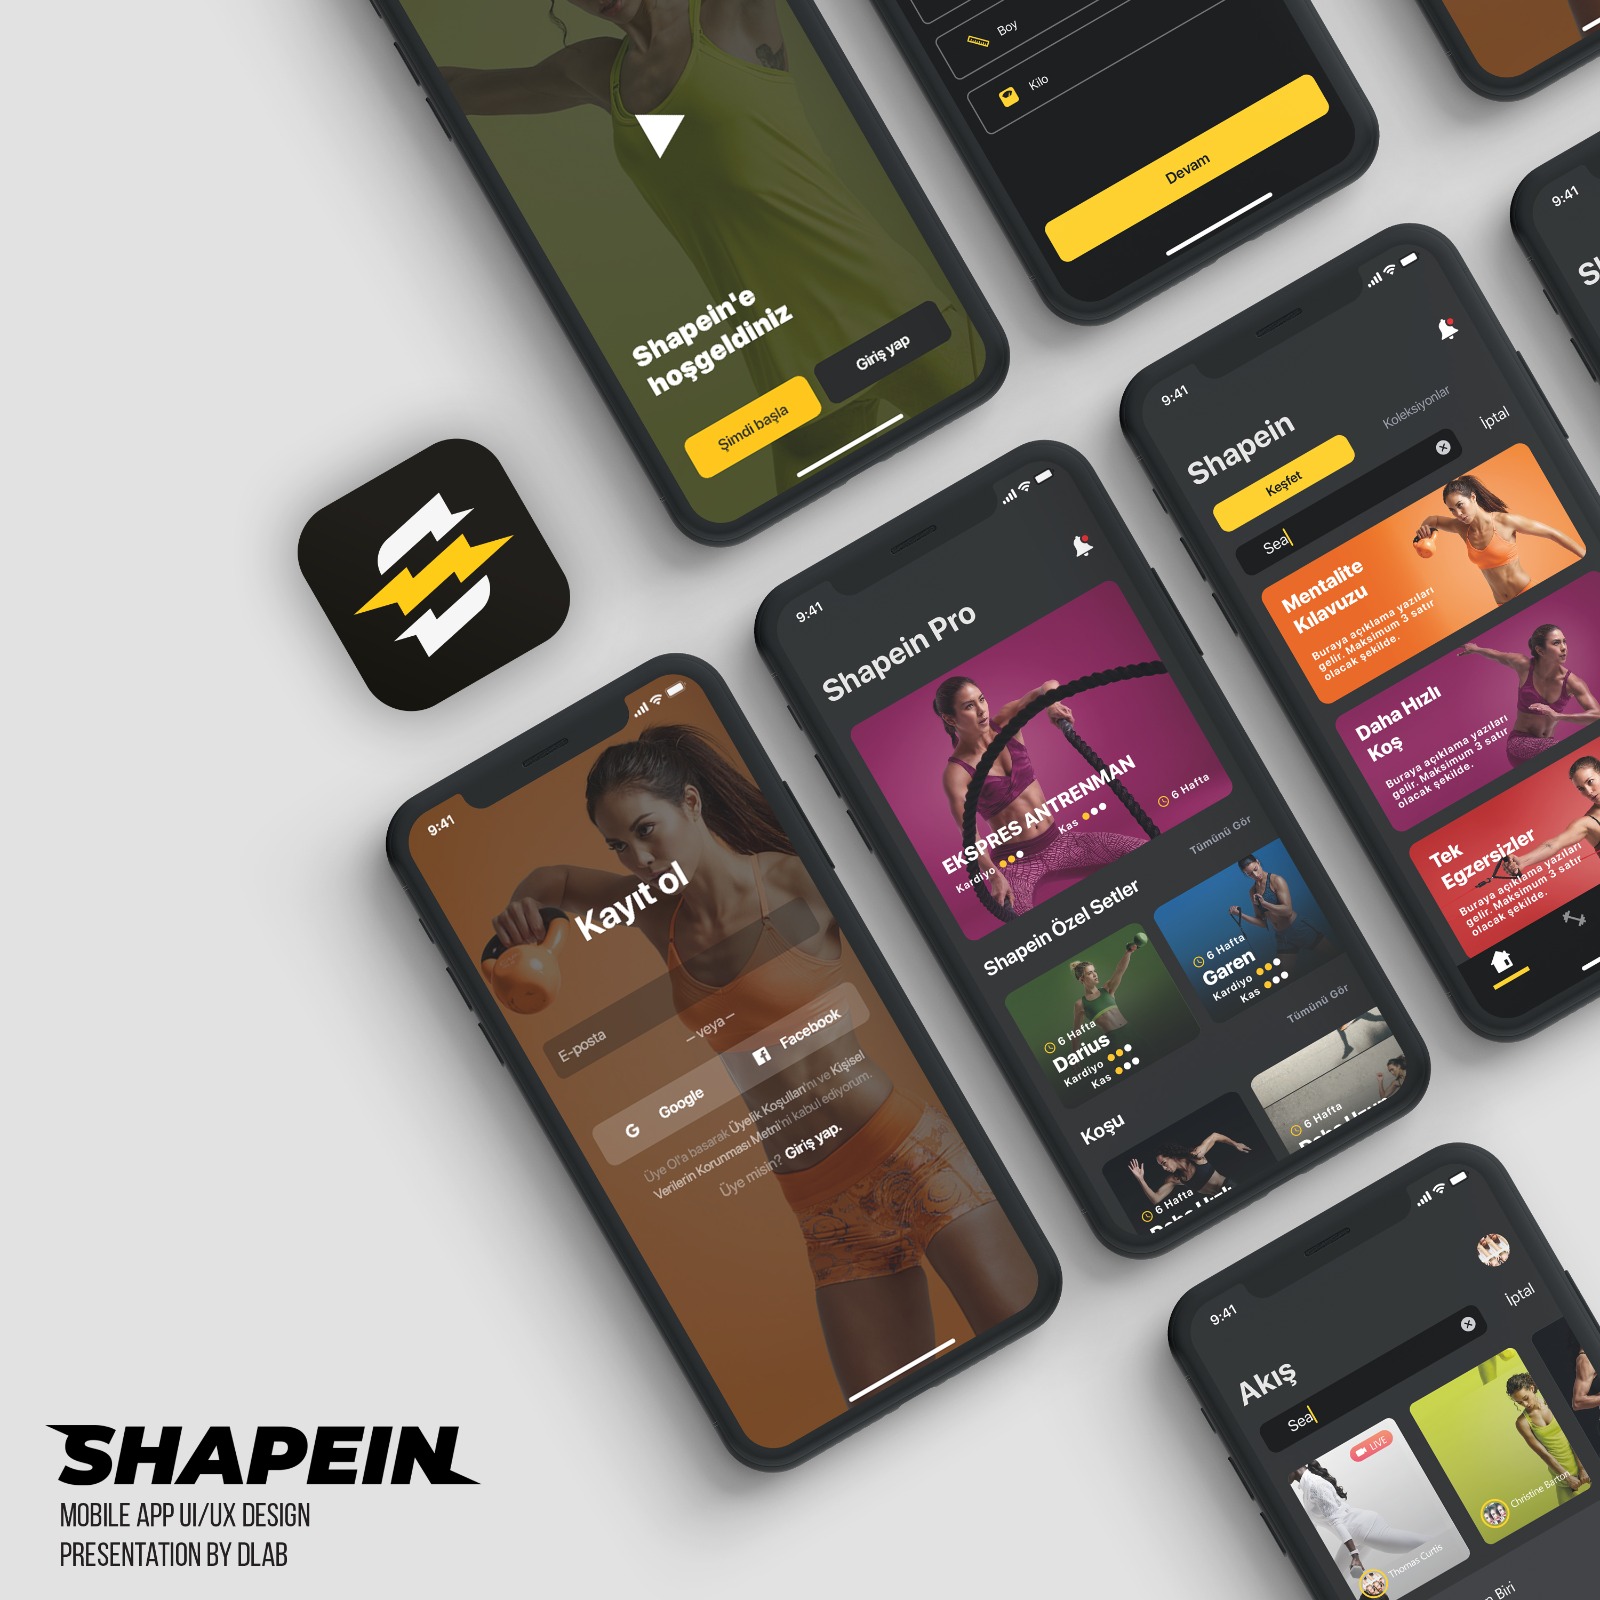 Boy
Kilo
Devam
Shapein'e
hoşgeldiniz
Şimdi başla
Giriş yap
9:41
9:41
Shapein
Koleksiyonlar
Keşfet
Sea
İptal
Mentalite
Kılavuzu
Buraya açıklama yazıları
gelir. Maksimum 3 satır
olacak şekilde.
Daha Hızlı
Koş
Buraya açıklama yazıları
gelir. Maksimum 3 satır
olacak şekilde.
Tek
Egzersizler
Buraya açıklama yazıları
gelir. Maksimum 3 satır
olacak şekilde.
9:41
Shapein Pro
EKSPRES ANTRENMAN
Kardiyo
Kas
6 Hafta
Shapein Özel Setler
Tümünü Gör
6 Hafta
Darius
Kardiyo
Kas
6 Hafta
Garen
Kardiyo
Kas
Koşu
Tümünü Gör
6 Hafta
6 Hafta
9:41
Kayıt ol
E-posta
– veya –
G Google
Facebook
Üye Ol'a basarak Üyelik Koşulları'nı ve Kişisel
Verilerin Korunması Metni'ni kabul ediyorum.
Üye misin? Giriş yap.
9:41
Akış
Sea
İptal
LIVE
Thomas Curtis
Christine Barton
Biri
SHAPEIN
MOBILE APP UI/UX DESIGN
PRESENTATION BY DLAB